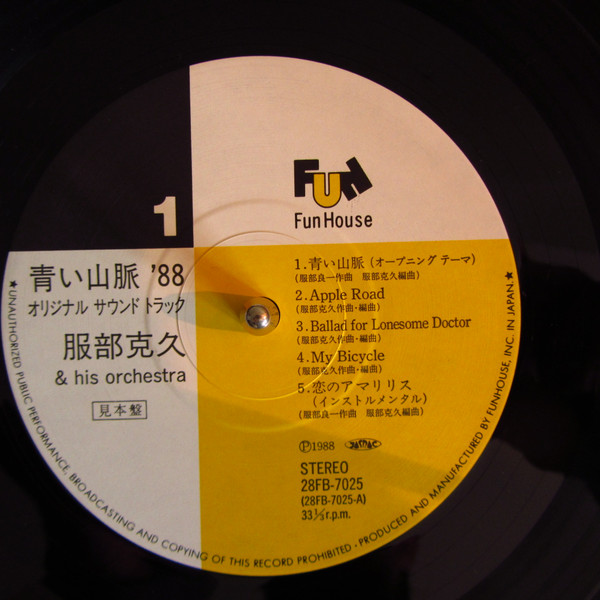 FUN
Fun House
1
青い山脈 '88
オリジナル サウンド トラック
服部克久
& his orchestra
見本盤
1.青い山脈 (オープニング テーマ)
(服部良一作曲 服部克久編曲)
2.Apple Road
(服部克久作曲・編曲)
3.Ballad for Lonesome Doctor
(服部克久作曲・編曲)
4.My Bicycle
(服部克久作曲・編曲)
5.恋のアマリリス
(インストルメンタル)
(服部良一作曲 服部克久編曲)
Ⓟ1988 JASRAC
STEREO
28FB-7025
(28FB-7025-A)
33⅓r.p.m.
★UNAUTHORIZED PUBLIC PERFORMANCE, BROADCASTING AND COPYING OF THIS RECORD PROHIBITED・PRODUCED AND MANUFACTURED BY FUNHOUSE, INC. IN JAPAN.★